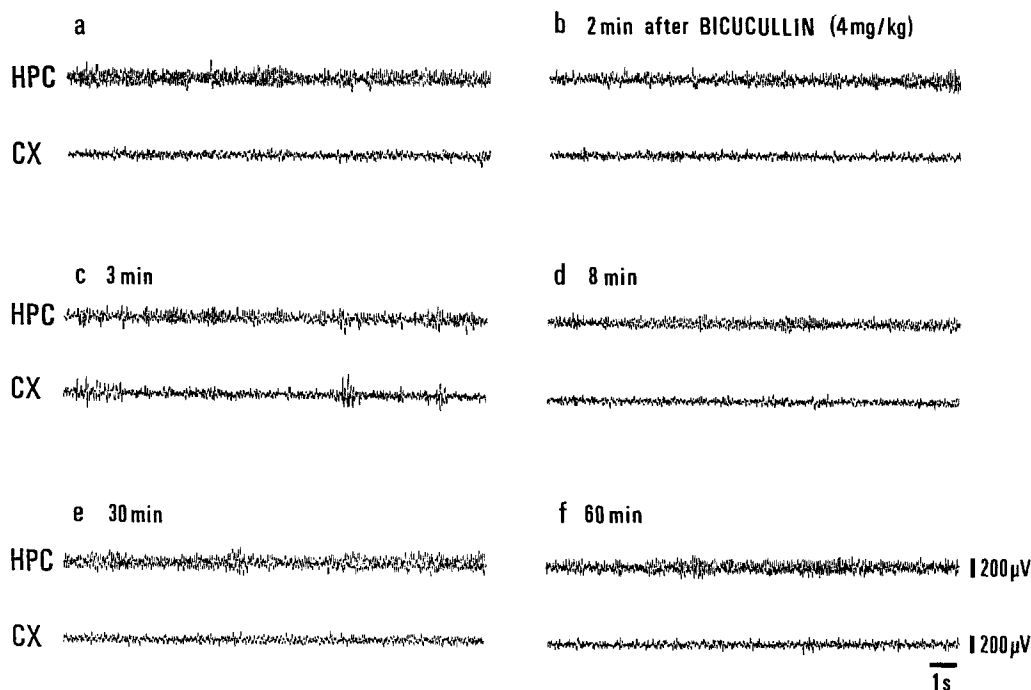 a
b 2 min after BICUCULLIN (4mg/kg)
HPC
CX
c 3 min
d 8 min
HPC
CX
e 30 min
f 60 min
HPC
200 µV
CX
200 µV
1s